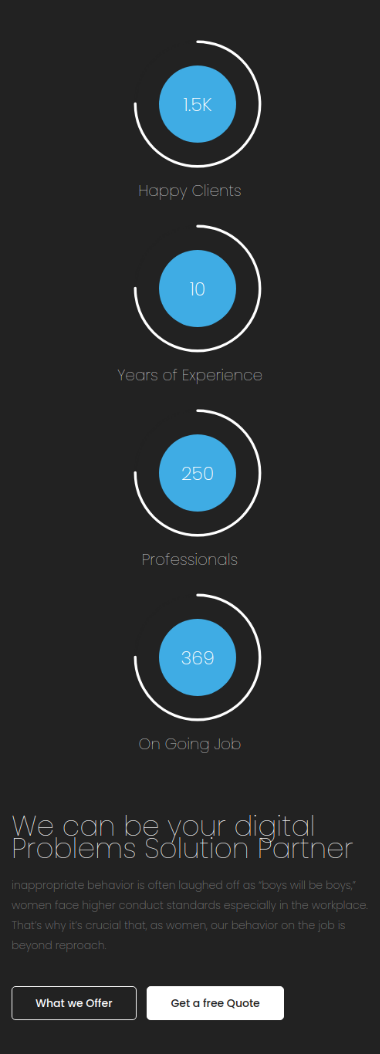 1.5K
Happy Clients
10
Years of Experience
250
Professionals
369
On Going Job
We can be your digital
Problems Solution Partner
inappropriate behavior is often laughed off as “boys will be boys,”
women face higher conduct standards especially in the workplace.
That’s why it’s crucial that, as women, our behavior on the job is
beyond reproach.
What we Offer
Get a free Quote